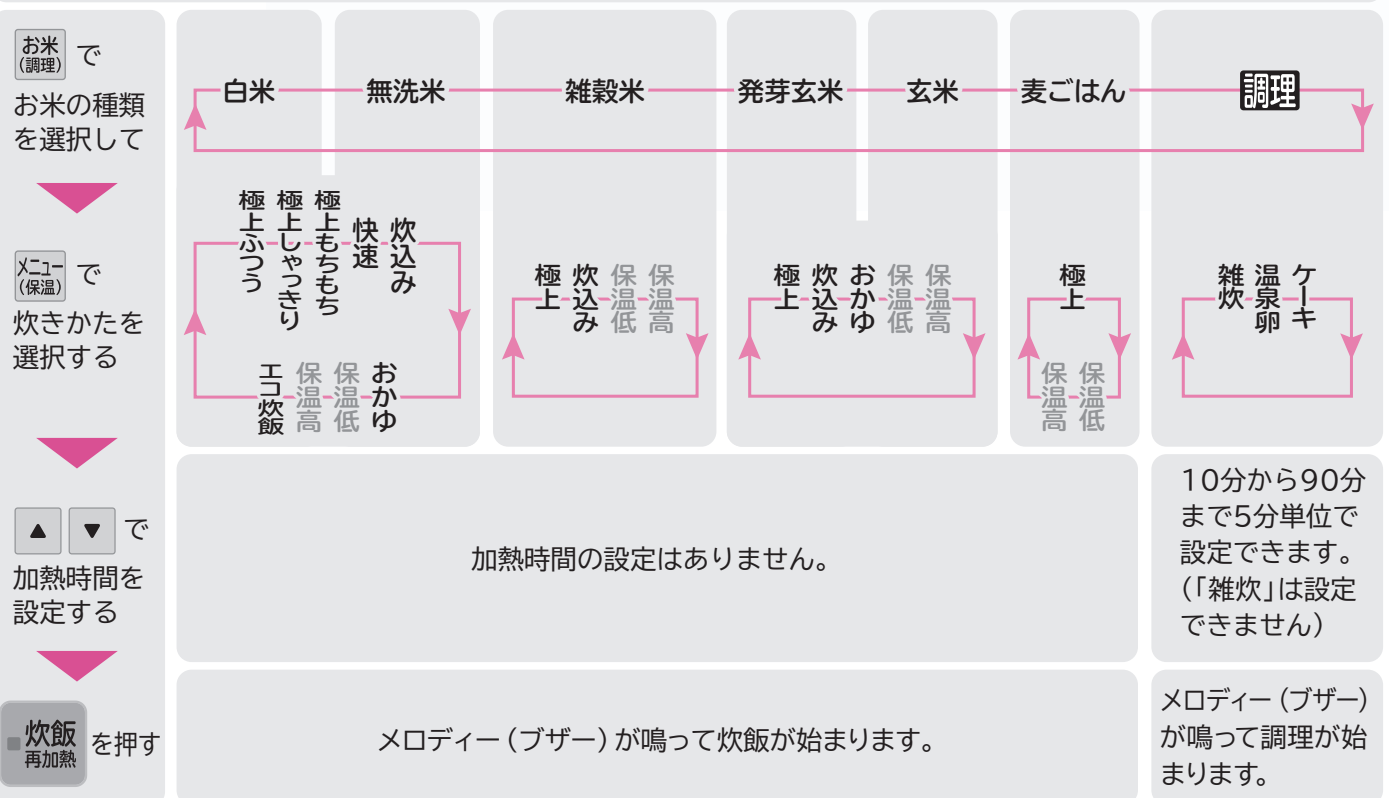 お米
(調理)
で
お米の種類
を選択して
白米
無洗米
雑穀米
発芽玄米
玄米
麦ごはん
調理
メニュー
(保温)
で
炊きかたを
選択する
極上ふつう
極上しゃっきり
極上もちもち
快速
炊込み
エコ炊飯
保温高
保温低
おかゆ
極上
炊込み
保温低
保温高
極上
炊込み
おかゆ
保温低
保温高
極上
保温高
保温低
雑炊
温泉卵
ケーキ
▲ ▼ で
加熱時間を
設定する
加熱時間の設定はありません。
10分から90分
まで5分単位で
設定できます。
(「雑炊」は設定
できません)
炊飯
再加熱
を押す
メロディー(ブザー)が鳴って炊飯が始まります。
メロディー(ブザー)
が鳴って調理が始
まります。